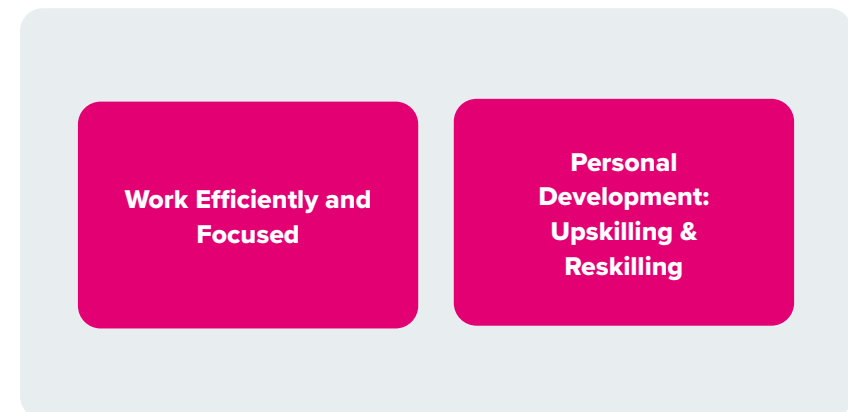 Work Efficiently and
Focused
Personal
Development:
Upskilling &
Reskilling